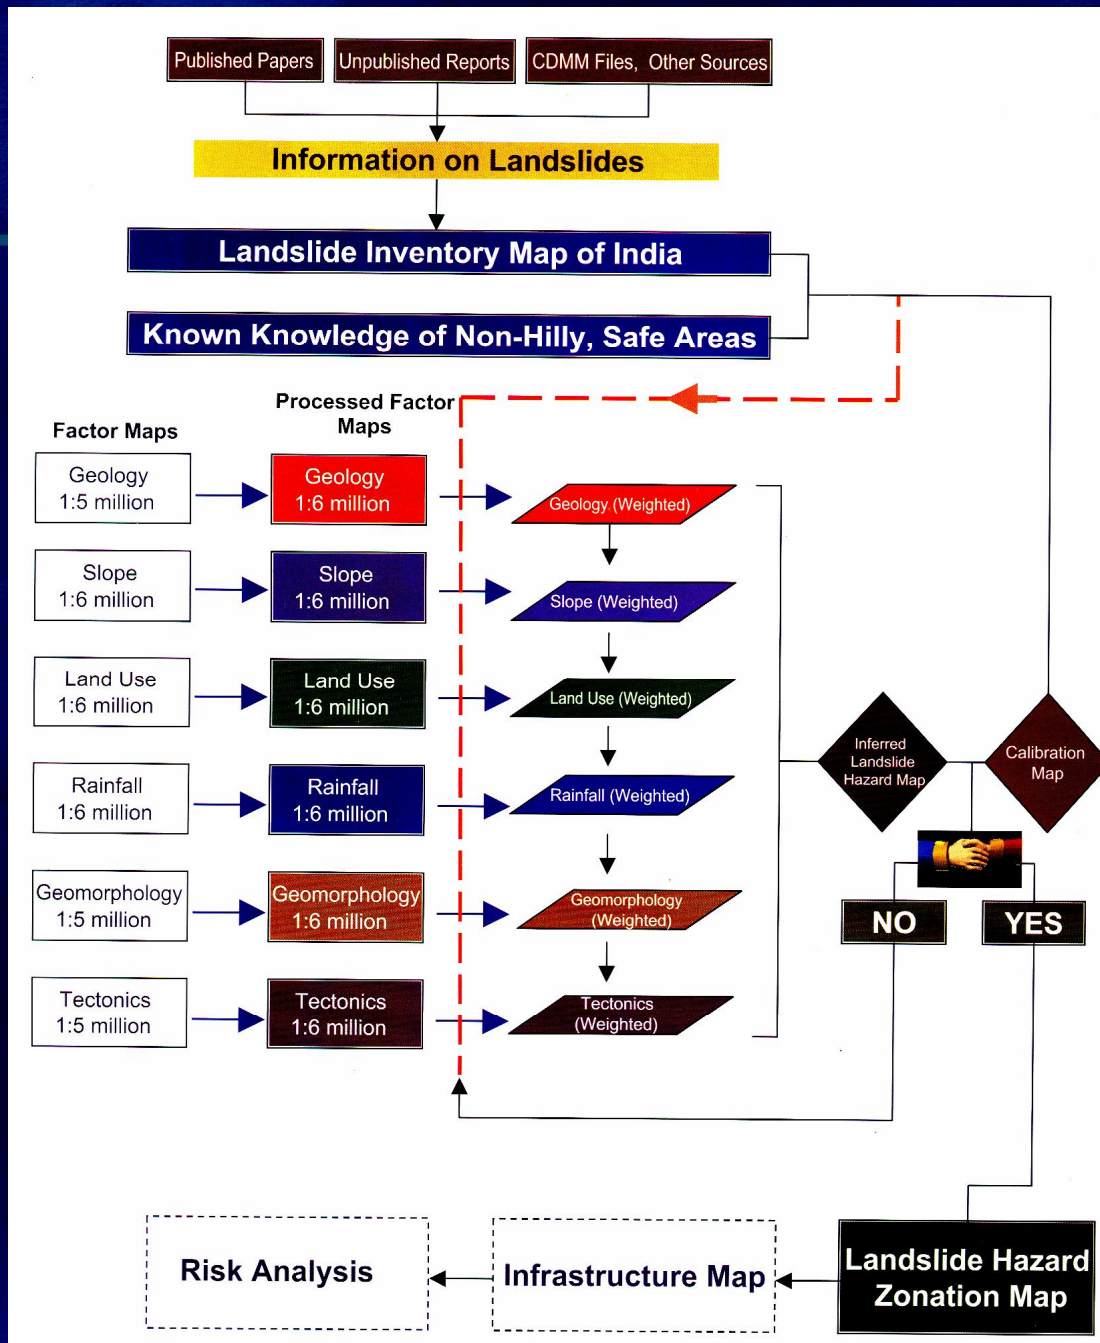 Published Papers
Unpublished Reports
CDMM Files, Other Sources
Information on Landslides
Landslide Inventory Map of India
Known Knowledge of Non-Hilly, Safe Areas
Factor Maps
Processed Factor
Maps
Geology
1:5 million
Geology
1:6 million
Geology (Weighted)
Slope
1:6 million
Slope
1:6 million
Slope (Weighted)
Land Use
1:6 million
Land Use
1:6 million
Land Use (Weighted)
Rainfall
1:6 million
Rainfall
1:6 million
Rainfall (Weighted)
Geomorphology
1:5 million
Geomorphology
1:6 million
Geomorphology
(Weighted)
Tectonics
1:5 million
Tectonics
1:6 million
Tectonics
(Weighted)
Inferred
Landslide
Hazard Map
Calibration
Map
NO
YES
Risk Analysis
Infrastructure Map
Landslide Hazard
Zonation Map